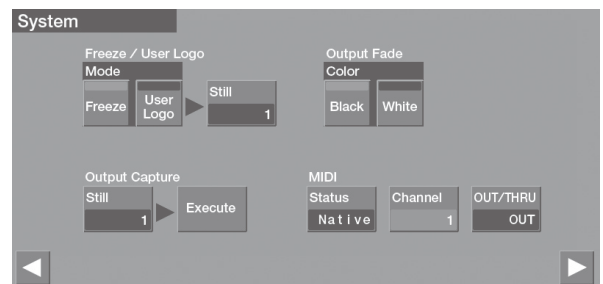 System
Freeze / User Logo
Mode
Freeze
User
Logo
Still
1
Output Fade
Color
Black
White
Output Capture
Still
1
Execute
MIDI
Status
Native
Channel
1
OUT/THRU
OUT